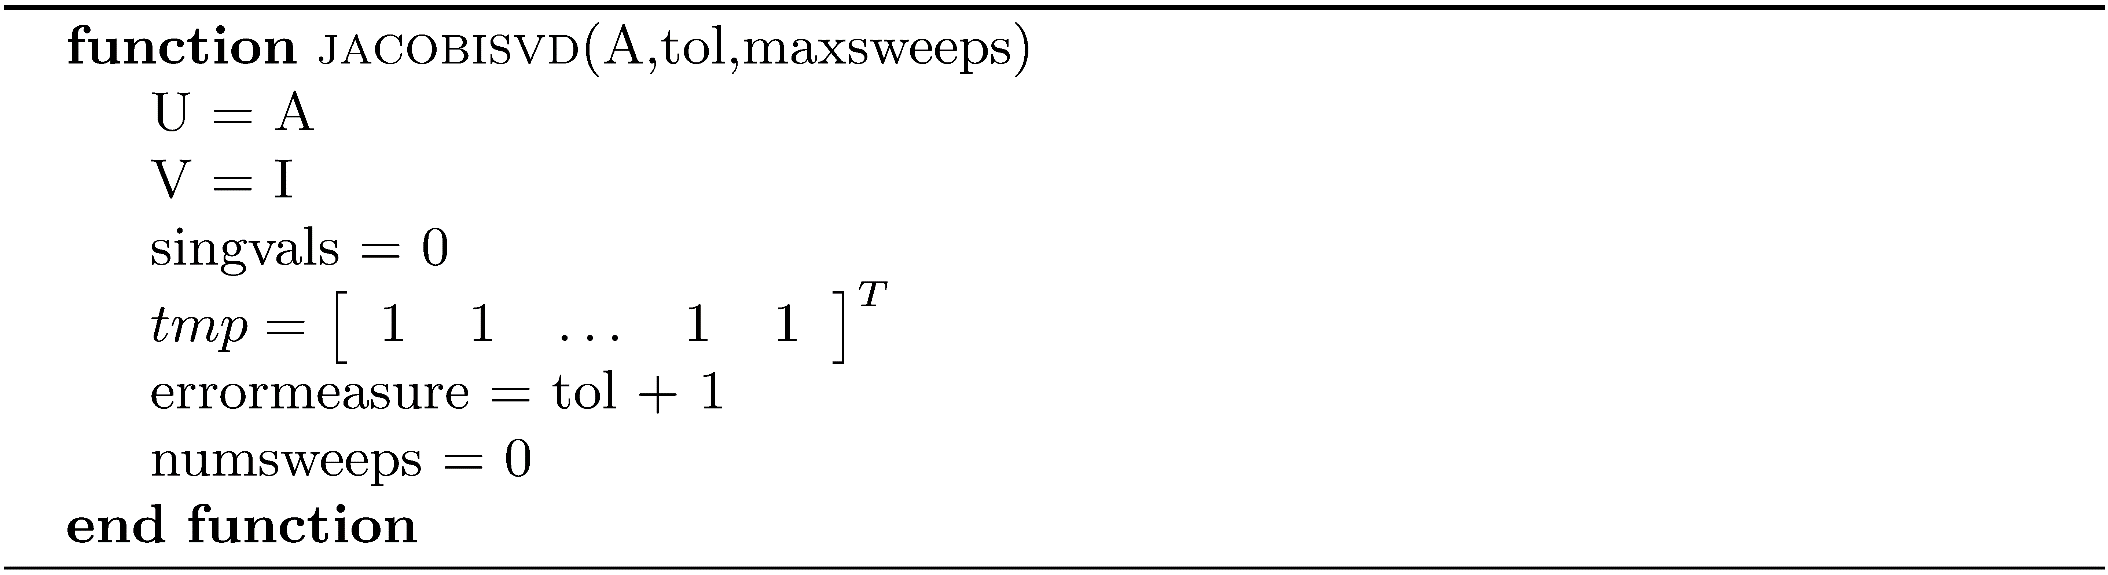 function JACOBISVD(A,tol,maxsweeps)
U = A
V = I
singvals = 0
tmp = [ 1 1 … 1 1 ]^T
errormeasure = tol + 1
numsweeps = 0
end function